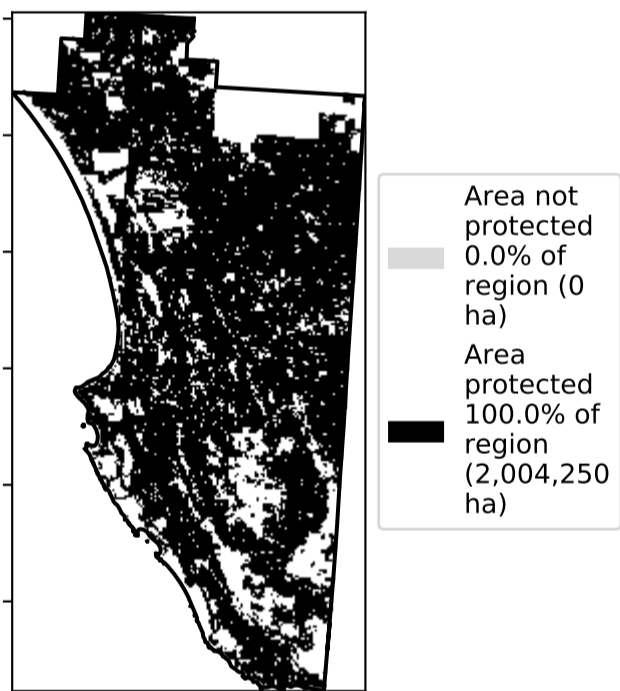 Area not
protected
0.0% of
region (0
ha)
Area
protected
100.0% of
region
(2,004,250
ha)